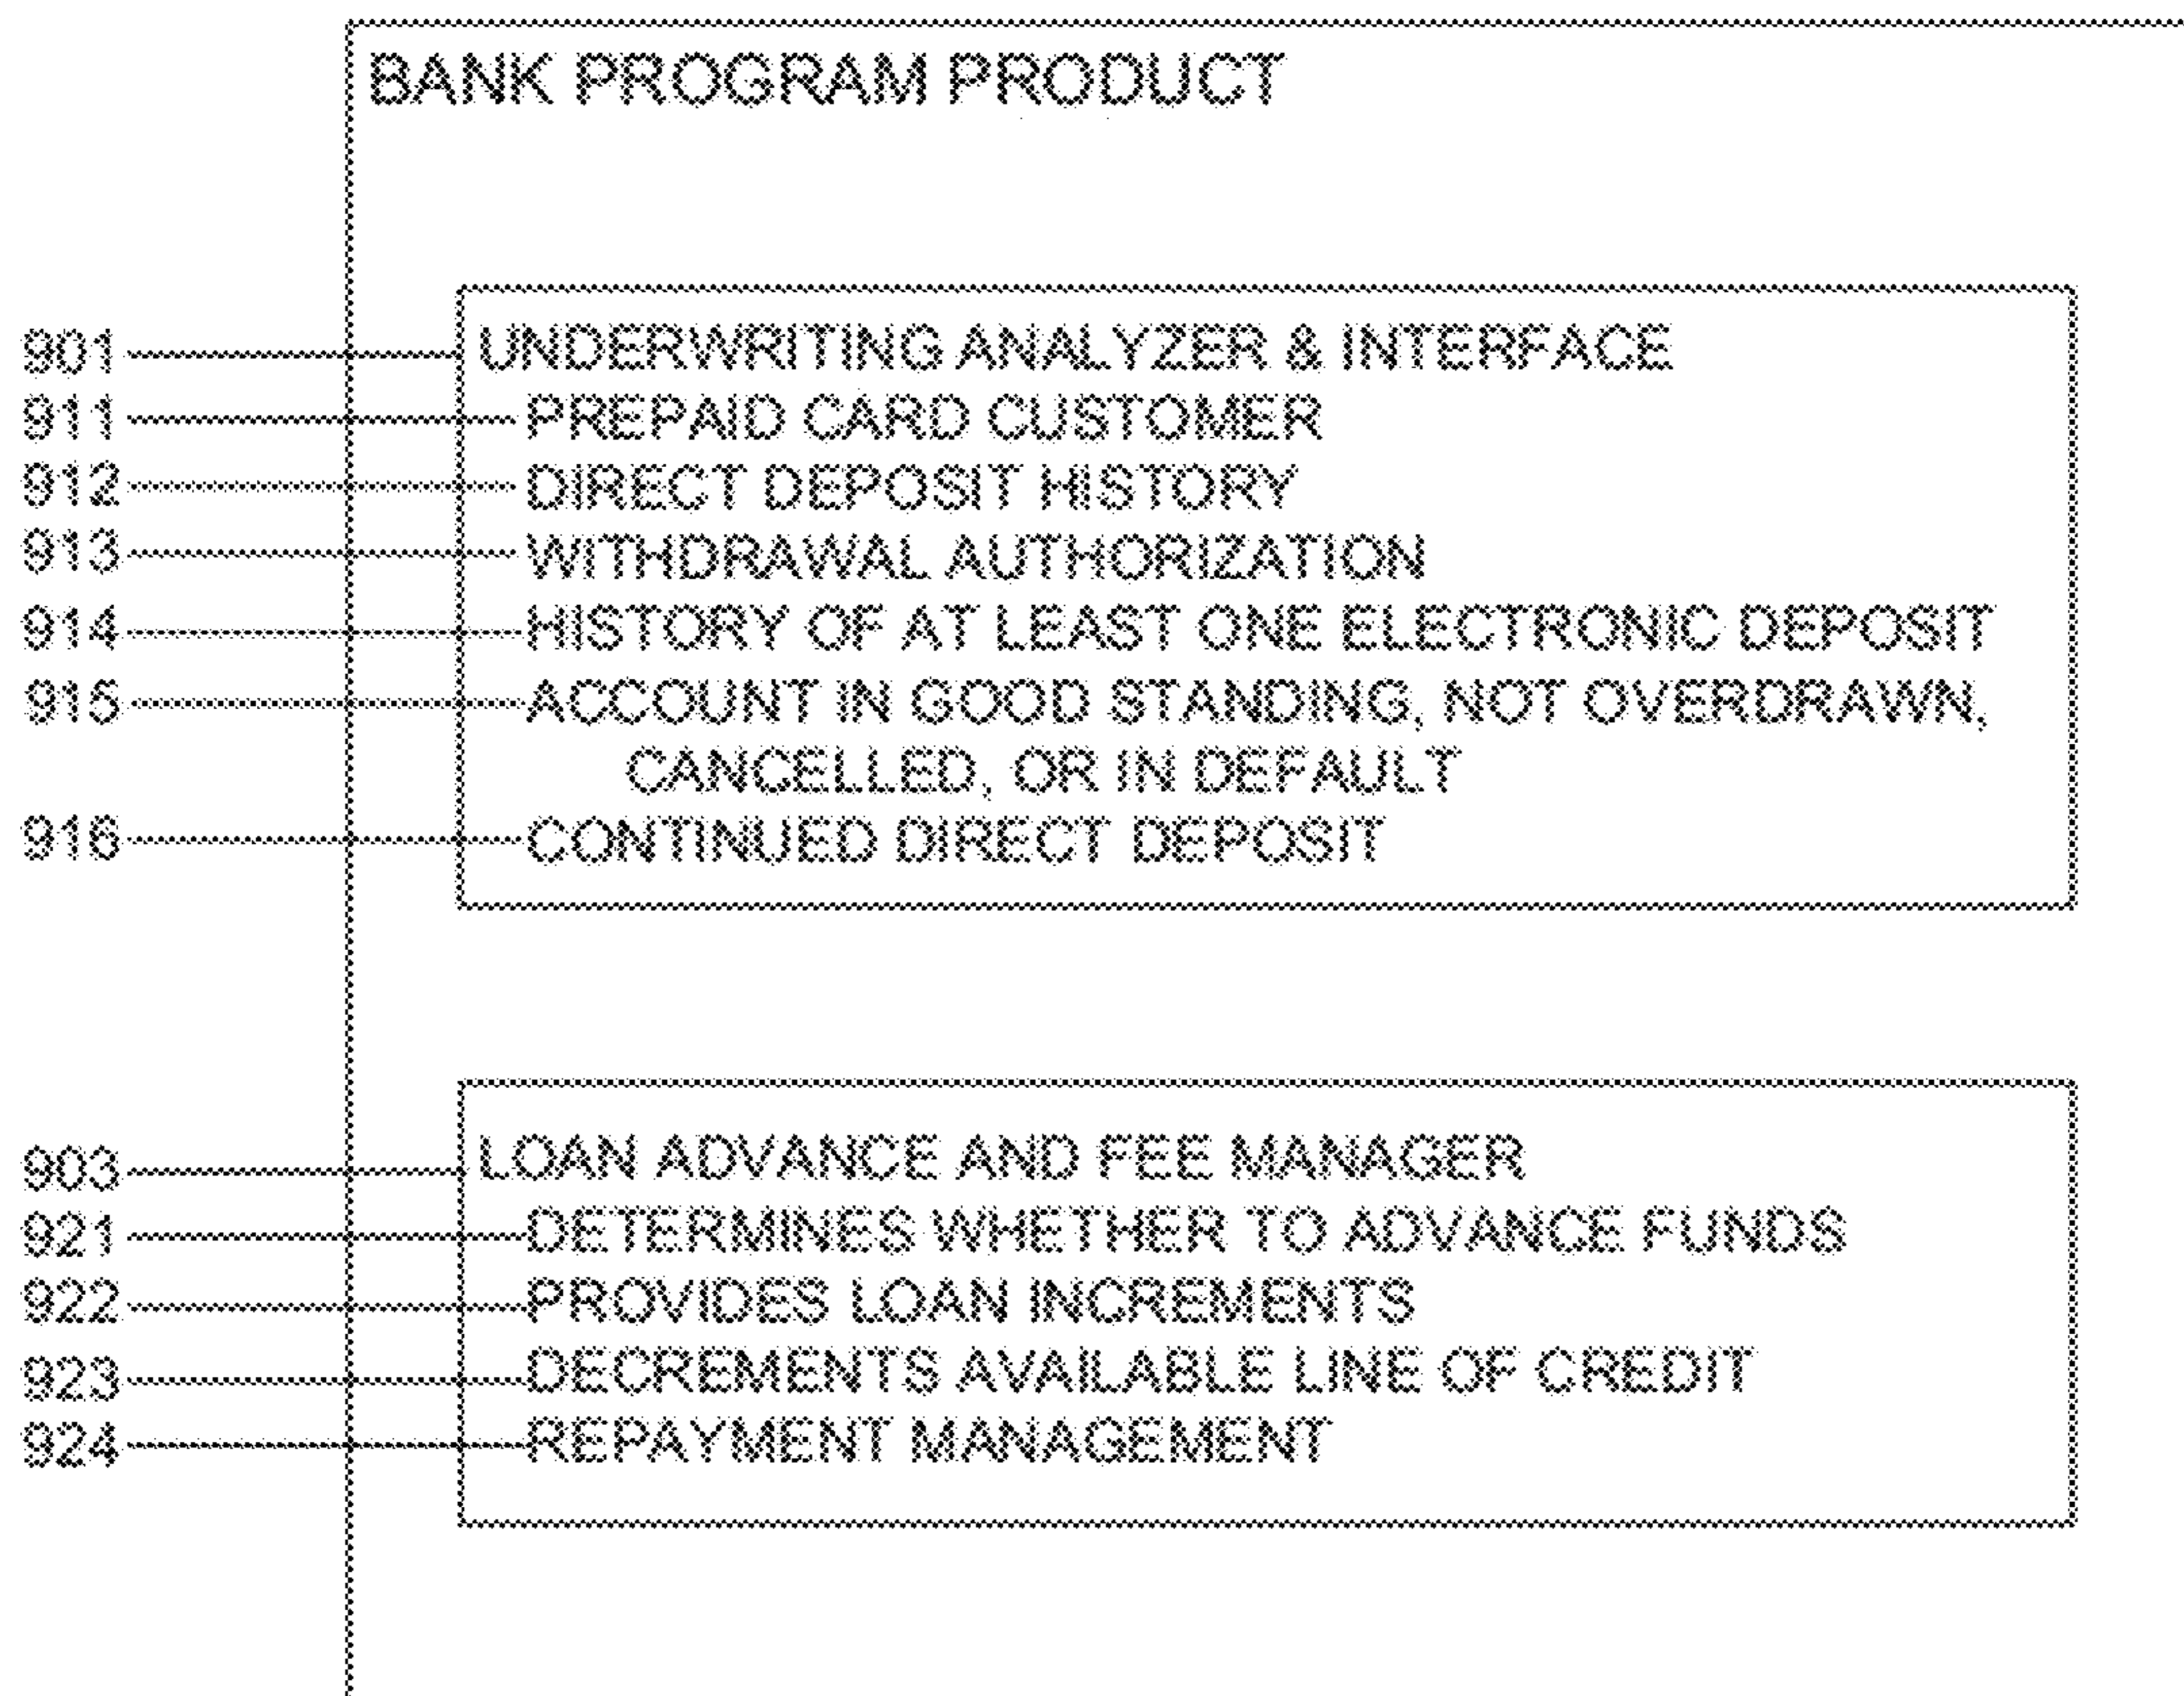 BANK PROGRAM PRODUCT
901 UNDERWRITING ANALYZER & INTERFACE
911 PREPAID CARD CUSTOMER
912 DIRECT DEPOSIT HISTORY
913 WITHDRAWAL AUTHORIZATION
914 HISTORY OF AT LEAST ONE ELECTRONIC DEPOSIT
915 ACCOUNT IN GOOD STANDING, NOT OVERDRAWN,
CANCELLED, OR IN DEFAULT
916 CONTINUED DIRECT DEPOSIT
903 LOAN ADVANCE AND FEE MANAGER
921 DETERMINES WHETHER TO ADVANCE FUNDS
922 PROVIDES LOAN INCREMENTS
923 DECREMENTS AVAILABLE LINE OF CREDIT
924 REPAYMENT MANAGEMENT